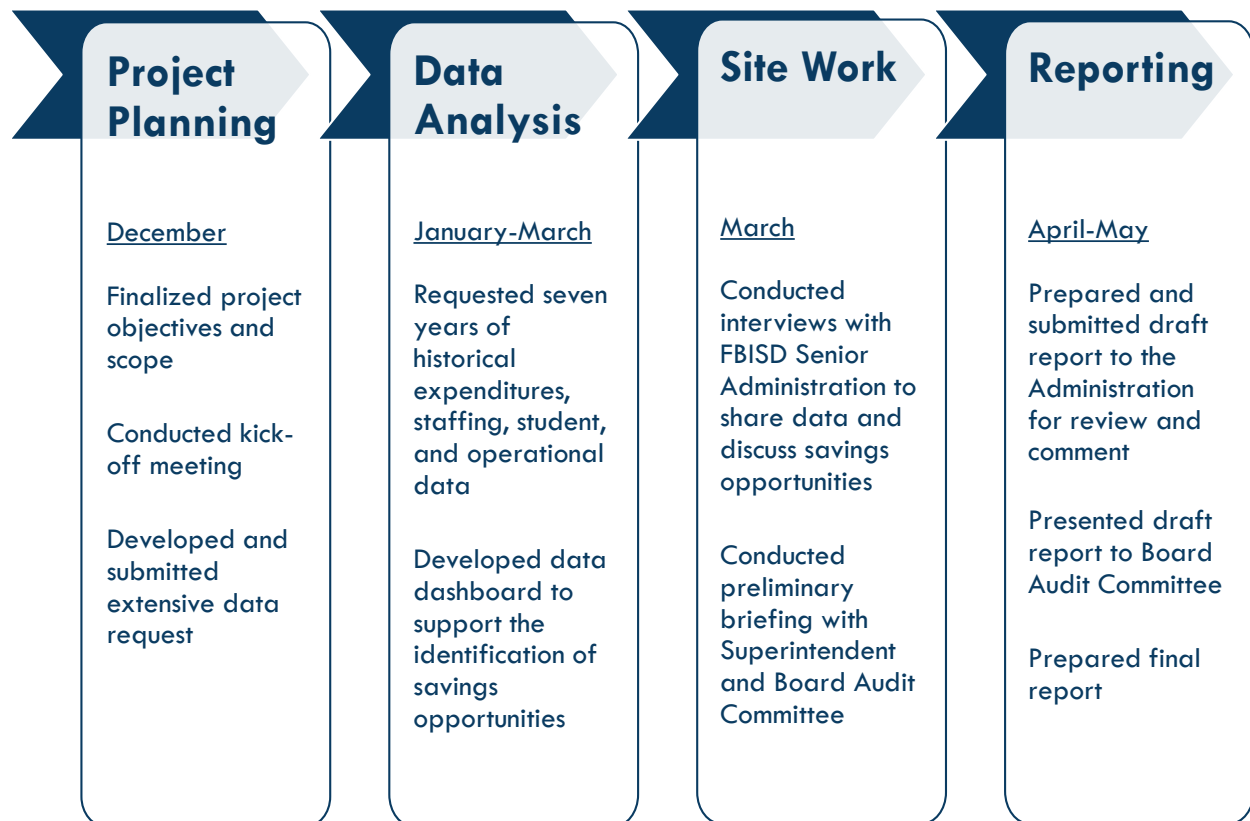 Project
Planning
December
Finalized project
objectives and
scope
Conducted kick-
off meeting
Developed and
submitted
extensive data
request
Data
Analysis
January-March
Requested seven
years of
historical
expenditures,
staffing, student,
and operational
data
Developed data
dashboard to
support the
identification of
savings
opportunities
Site Work
March
Conducted
interviews with
FBISD Senior
Administration to
share data and
discuss savings
opportunities
Conducted
preliminary
briefing with
Superintendent
and Board Audit
Committee
Reporting
April-May
Prepared and
submitted draft
report to the
Administration
for review and
comment
Presented draft
report to Board
Audit Committee
Prepared final
report